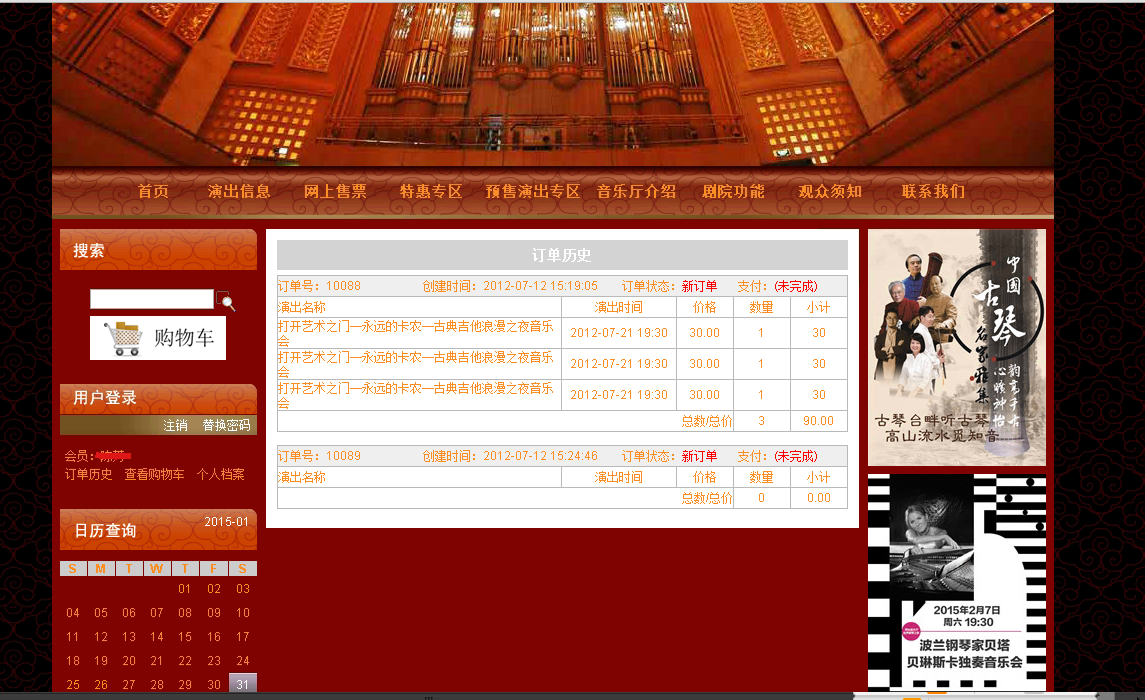 首页 演出信息 网上售票 特惠专区 预售演出专区 音乐厅介绍 剧院功能 观众须知 联系我们
搜索
购物车
用户登录
注销 替换密码
会员:
订单历史 查看购物车 个人档案
日历查询 2015-01
S M T W T F S
01 02 03
04 05 06 07 08 09 10
11 12 13 14 15 16 17
18 19 20 21 22 23 24
25 26 27 28 29 30 31
订单历史
订单号：10088 创建时间：2012-07-12 15:19:05 订单状态：新订单 支付：(未完成)
演出名称 演出时间 价格 数量 小计
打开艺术之门—永远的卡农—古典吉他浪漫之夜音乐
会 2012-07-21 19:30 30.00 1 30
打开艺术之门—永远的卡农—古典吉他浪漫之夜音乐
会 2012-07-21 19:30 30.00 1 30
打开艺术之门—永远的卡农—古典吉他浪漫之夜音乐
会 2012-07-21 19:30 30.00 1 30
总数/总价 3 90.00
订单号：10089 创建时间：2012-07-12 15:24:46 订单状态：新订单 支付：(未完成)
演出名称 演出时间 价格 数量 小计
总数/总价 0 0.00
中国
古琴
名家雅集
韵高千古
心赅神怡
古琴台畔听古琴
高山流水觅知音
2015年2月7日
周六 19:30
波兰钢琴家贝塔
贝琳斯卡独奏音乐会